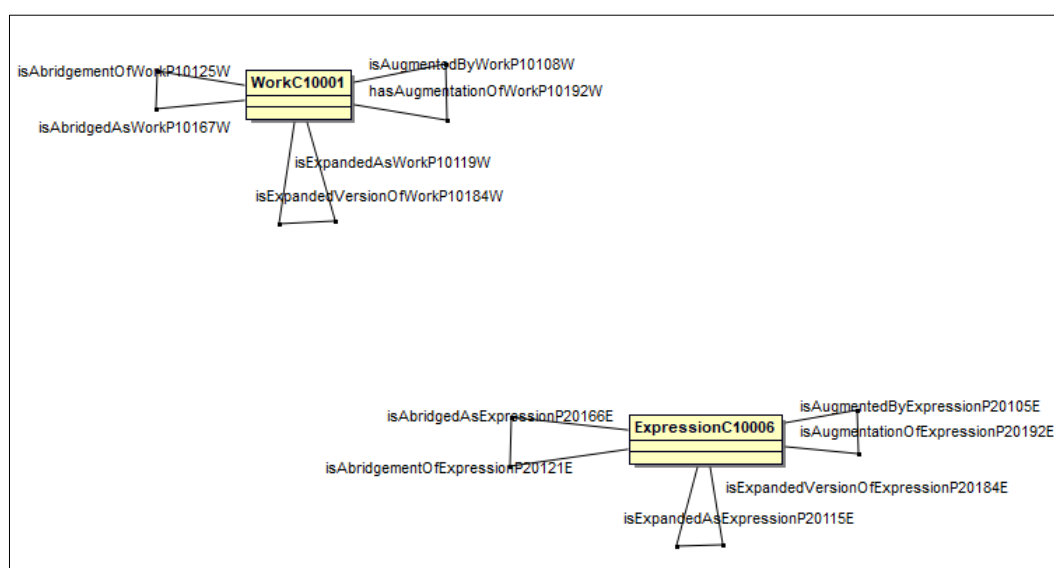 isAbridgementOfWorkP10125W
WorkC10001
isAugmentedByWorkP10108W
hasAugmentationOfWorkP10192W
isAbridgedAsWorkP10167W
isExpandedAsWorkP10119W
isExpandedVersionOfWorkP10184W
isAbridgedAsExpressionP20166E
ExpressionC10006
isAugmentedByExpressionP20105E
isAugmentationOfExpressionP20192E
isAbridgementOfExpressionP20121E
isExpandedVersionOfExpressionP20184E
isExpandedAsExpressionP20115E